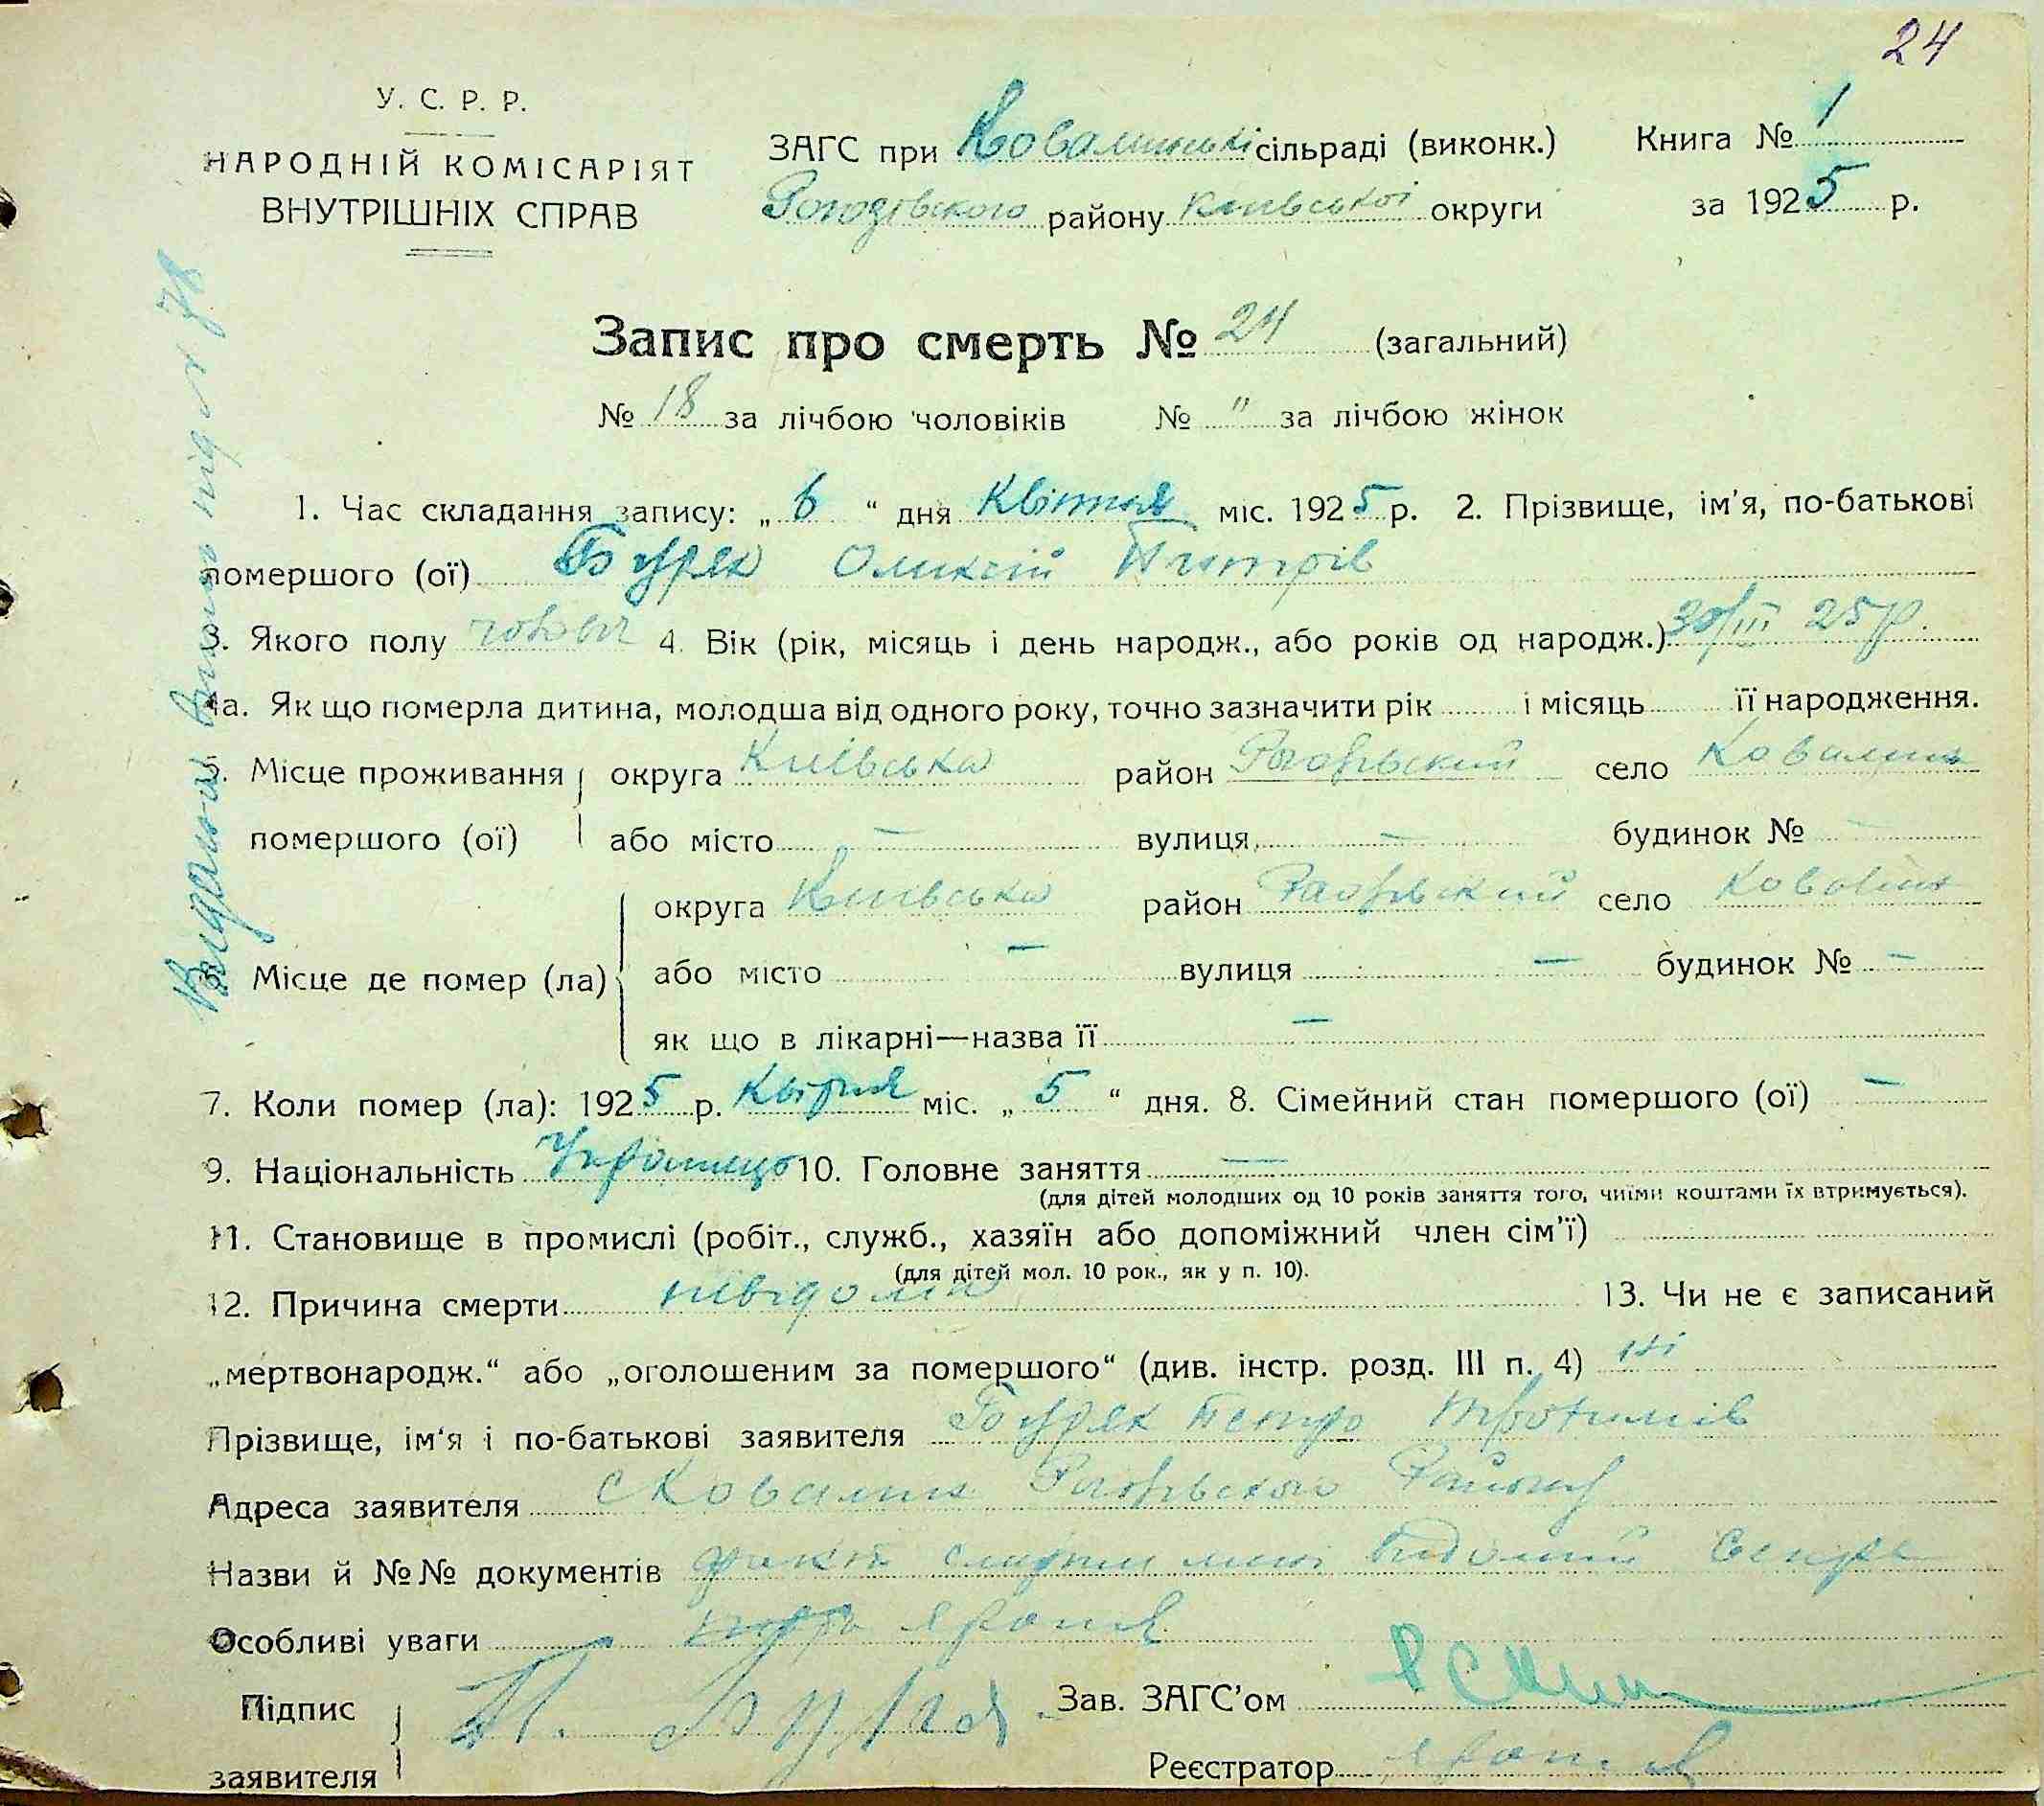 24
У. С. Р. Р.
НАРОДНІЙ КОМІСАРІЯТ
ВНУТРІШНІХ СПРАВ
ЗАГС при Ковалинській сільраді (виконк.)
Рогозівского району Київської округи
Книга № 1
за 1925 р.
Запис про смерть № 24 (загальний)
№ 18 за лічбою чоловіків № " за лічбою жінок
1. Час складання запису: „ 6 “ дня Квітня міс. 1925 р. 2. Прізвище, ім'я, по-батькові
помершого (ої) Буряк Оликсій Питрів
3. Якого полу чолов 4. Вік (рік, місяць і день народж., або років од народж.) 30/III 25 р.
4а. Як що померла дитина, молодша від одного року, точно зазначити рік і місяць її народження.
5. Місце проживання округа Київська район село Ковалин
помершого (ої) або місто — вулиця — будинок № —
округа Київська район село Ковалин
6. Місце де помер (ла) або місто — вулиця — будинок № —
як що в лікарні—назва її —
7. Коли помер (ла): 1925 р. Квітня міс. „ 5 “ дня. 8. Сімейний стан помершого (ої) —
9. Національність Українець 10. Головне заняття —
(для дітей молодших од 10 років заняття того, чиїми коштами їх втримується).
11. Становище в промислі (робіт., служб., хазяїн або допоміжний член сім'ї)
(для дітей мол. 10 рок., як у п. 10).
12. Причина смерти невідома 13. Чи не є записаний
„мертвонародж.“ або „оголошеним за помершого“ (див. інстр. розд. III п. 4) ні
Прізвище, ім'я і по-батькові заявителя Буряк Петро Трохимів
Адреса заявителя с Ковалин Району
Назви й №№ документів факт смерти мені відомий
Особливі уваги
Підпис
заявителя П. Буряк
Зав. ЗАГС'ом
Реєстратор